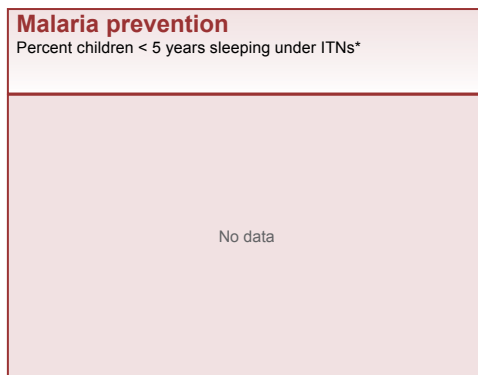 Malaria prevention
Percent children < 5 years sleeping under ITNs*
No data